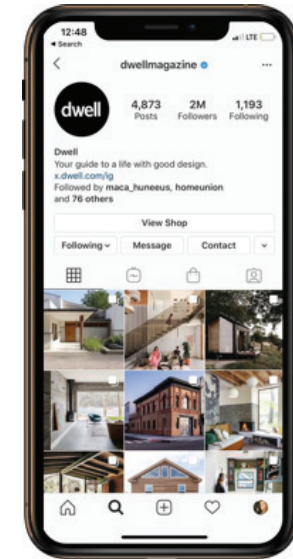 12:48
LTE
Search
dwellmagazine
dwell
4,873 2M 1,193
Posts Followers Following
Dwell
Your guide to a life with good design.
x.dwell.com/ig
Followed by maca_huneeus, homeunion
and 76 others
View Shop
Following Message Contact